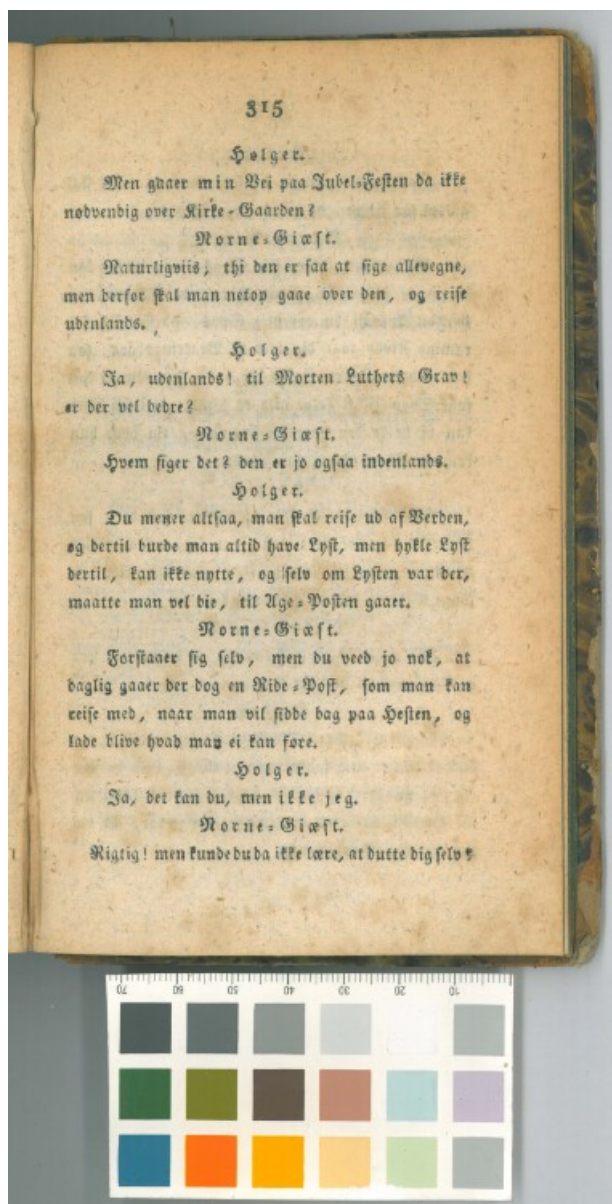 315
Holger.
Men gaaer min Vei paa Jubel-Festen da ikke
nødvendig over Kirke-Gaarden?
Norne-Giæst.
Naturligviis, thi den er saa at sige allevegne,
men derfor skal man netop gaae over den, og reise
udenlands.
Holger.
Ja, udenlands! til Morten Luthers Grav!
er der vel bedre?
Norne-Giæst.
Hvem siger det? den er jo ogsaa indenlands.
Holger.
Du mener altsaa, man skal reise ud af Verden,
og dertil burde man altid have Lyst, men hykle Lyst
dertil, kan ikke nytte, og selv om Lysten var der,
maatte man vel bie, til Age-Posten gaaer.
Norne-Giæst.
Forstaaer sig selv, men du veed jo nok, at
daglig gaaer der dog en Ride-Post, som man kan
reise med, naar man vil sidde bag paa Hesten, og
lade blive hvad man ei kan føre.
Holger.
Ja, det kan du, men ikke jeg.
Norne-Giæst.
Rigtig! men kunde du da ikke lære, at dutte dig selv?
70 60 50 40 30 20 10